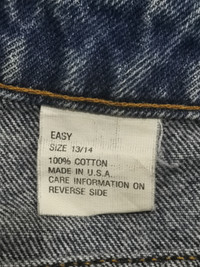 EASY
SIZE 13/14
100% COTTON
MADE IN U.S.A.
CARE INFORMATION ON
REVERSE SIDE